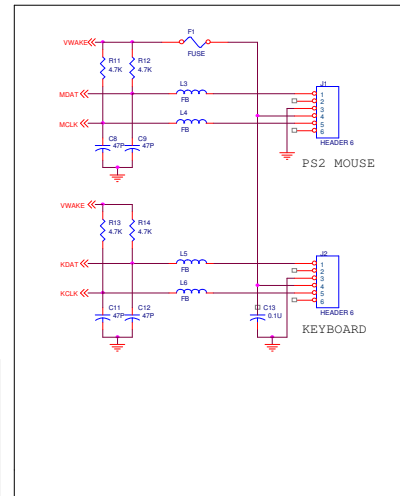 F1
VWAKE
FUSE
R11
4.7K
R12
4.7K
L3
J1
MDAT
FB
1
2
3
4
5
6
L4
MCLK
FB
C8
47P
C9
47P
HEADER 6
PS2 MOUSE
VWAKE
R13
4.7K
R14
4.7K
L5
J2
KDAT
FB
1
2
3
4
5
6
L6
KCLK
FB
C11
47P
C12
47P
C13
0.1U
HEADER 6
KEYBOARD